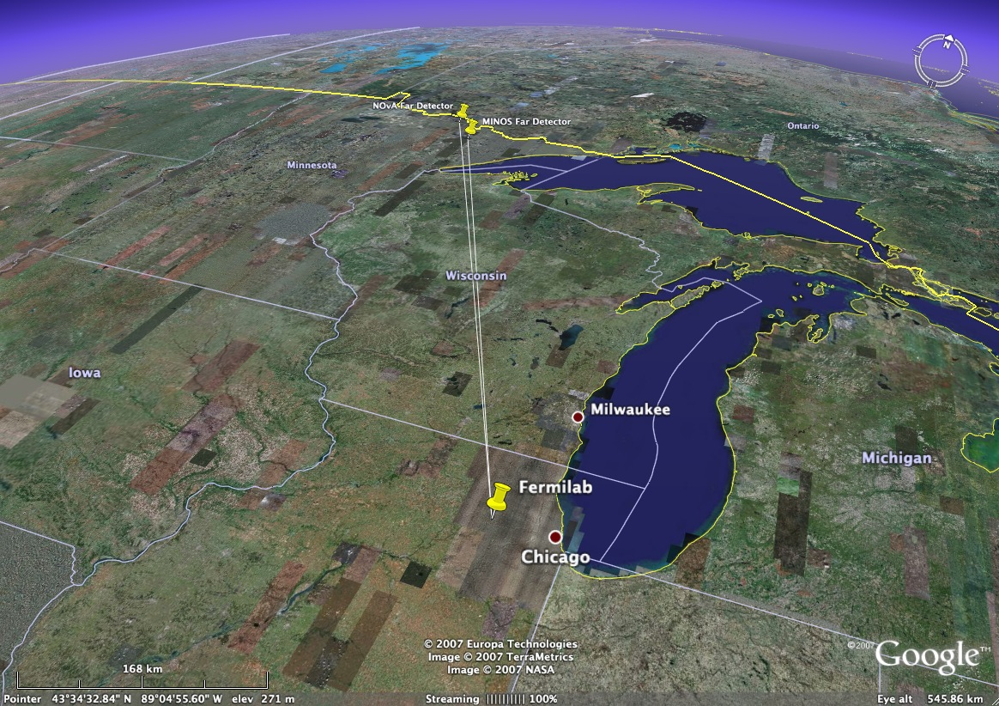 N
NOvA Far Detector
MINOS Far Detector
Ontario
Minnesota
Wisconsin
Iowa
Milwaukee
Michigan
Fermilab
Chicago
© 2007 Europa Technologies
Image © 2007 TerraMetrics
Image © 2007 NASA
©2007 Google™
168 km
Pointer 43°34'32.84" N 89°04'55.60" W elev 271 m
Streaming |||||||||| 100%
Eye alt 545.86 km